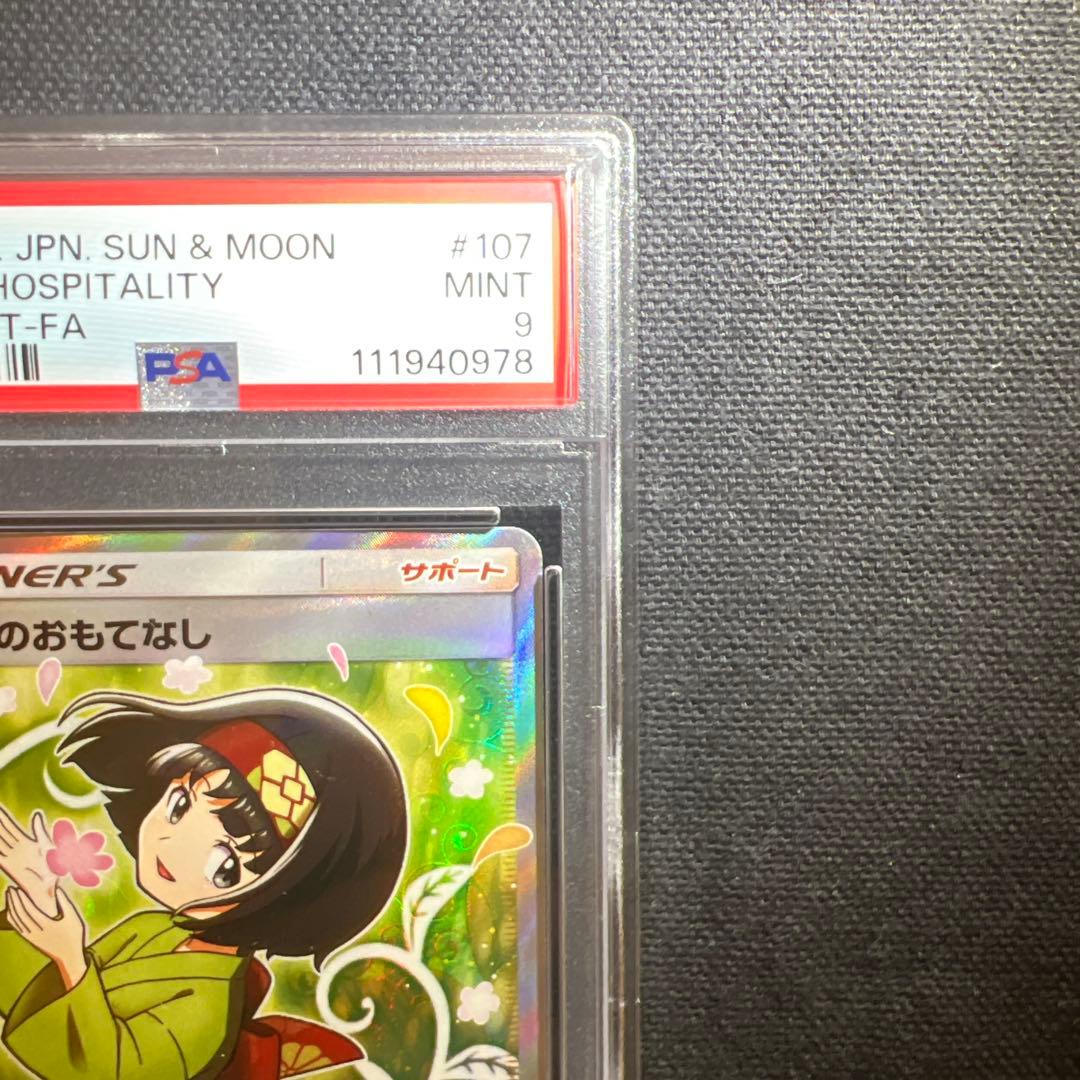 . JPN. SUN & MOON #107
HOSPITALITY MINT
T-FA 9
PSA 111940978
NER'S サポート
のおもてなし